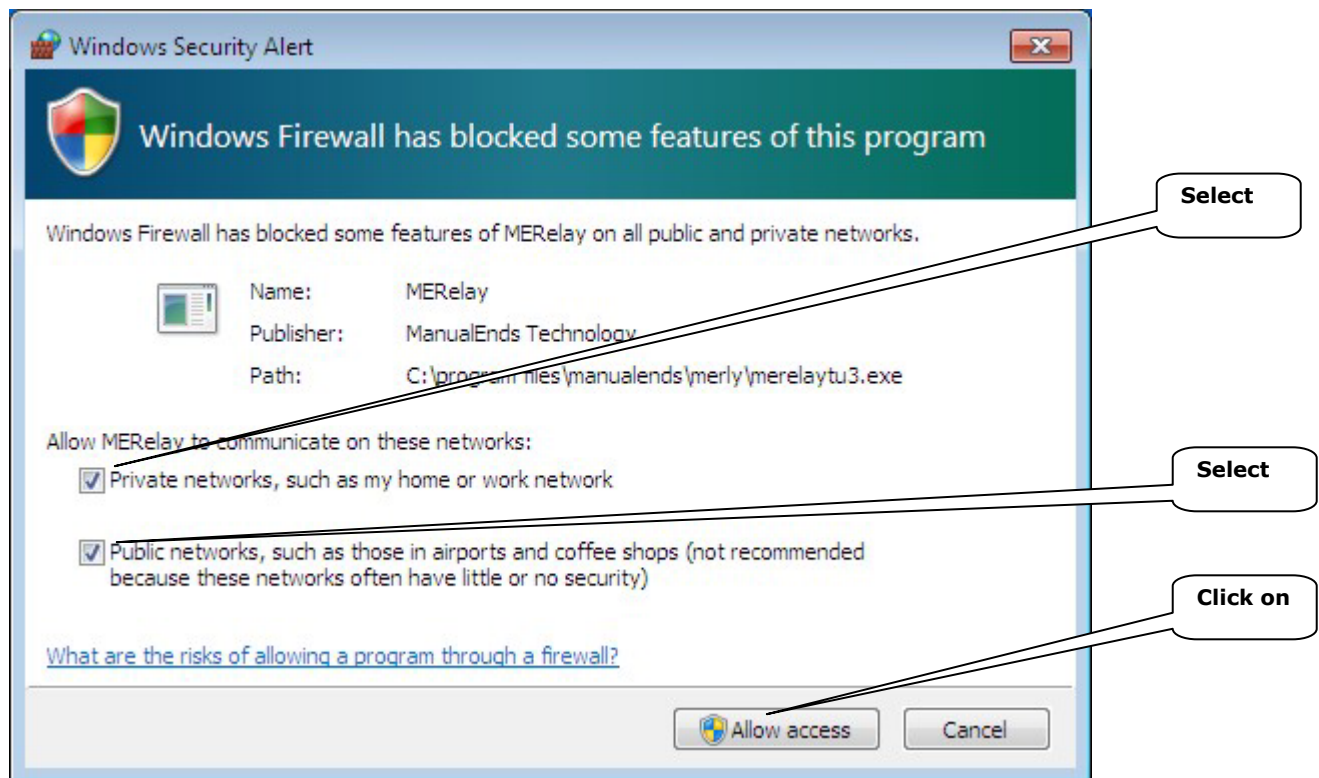 Windows Security Alert
Windows Firewall has blocked some features of this program
Select
Windows Firewall has blocked some features of MERelay on all public and private networks.
Name: MERelay
Publisher: ManualEnds Technology
Path: C:\program files\manualends\merly\merelaytu3.exe
Allow MERelay to communicate on these networks:
Private networks, such as my home or work network
Select
Public networks, such as those in airports and coffee shops (not recommended
because these networks often have little or no security)
Click on
What are the risks of allowing a program through a firewall?
Allow access Cancel